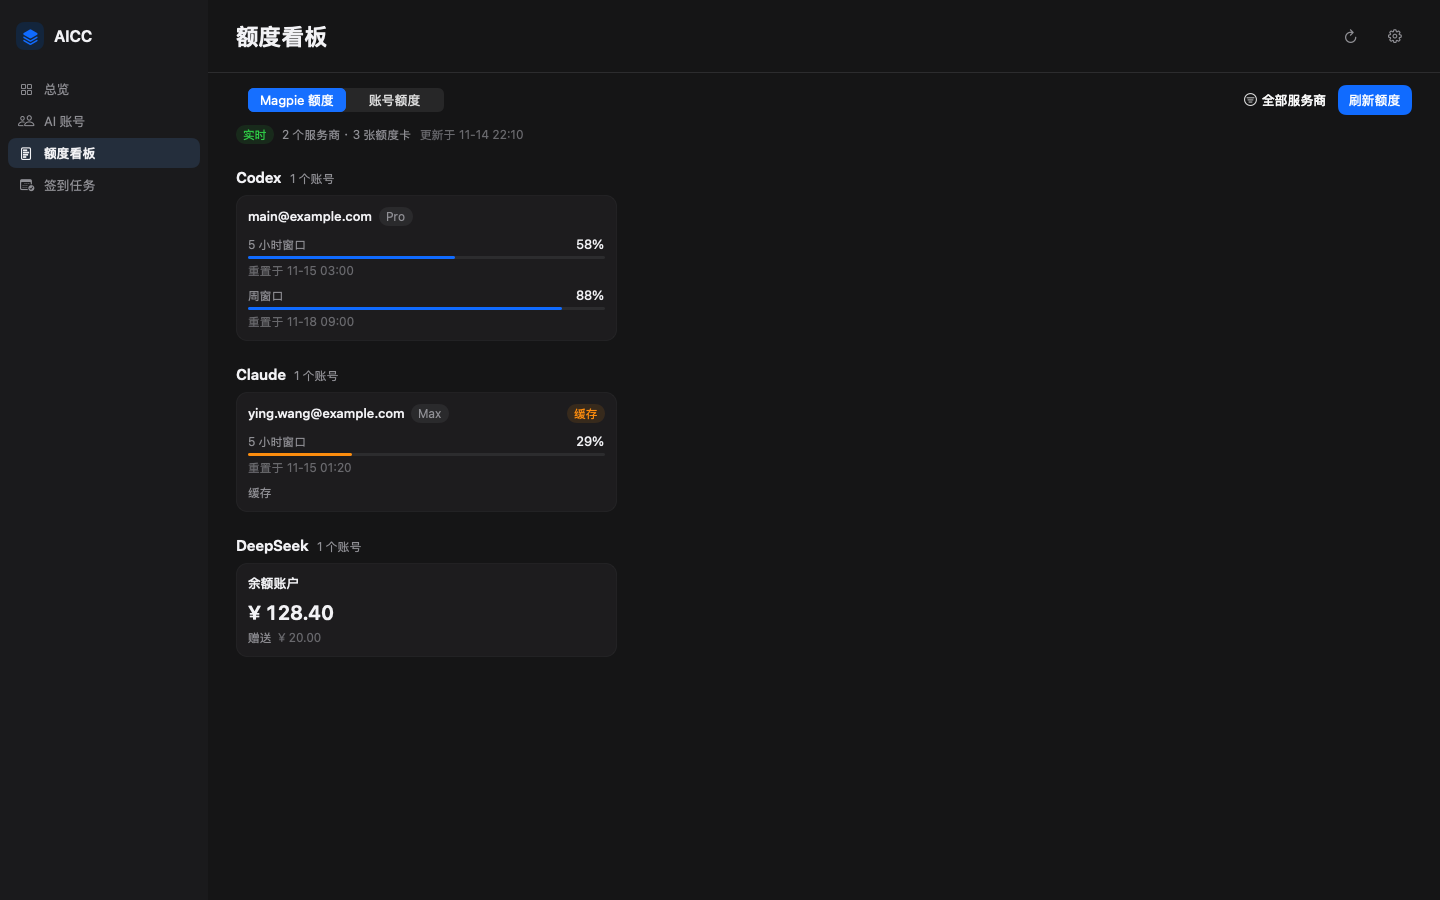 AICC
总览
AI 账号
额度看板
签到任务
额度看板
Magpie 额度 账号额度 全部服务商 刷新额度
实时 2 个服务商 · 3 张额度卡 更新于 11-14 22:10
Codex 1 个账号
main@example.com Pro
5 小时窗口 58%
重置于 11-15 03:00
周窗口 88%
重置于 11-18 09:00
Claude 1 个账号
ying.wang@example.com Max 缓存
5 小时窗口 29%
重置于 11-15 01:20
缓存
DeepSeek 1 个账号
余额账户
¥ 128.40
赠送 ¥ 20.00